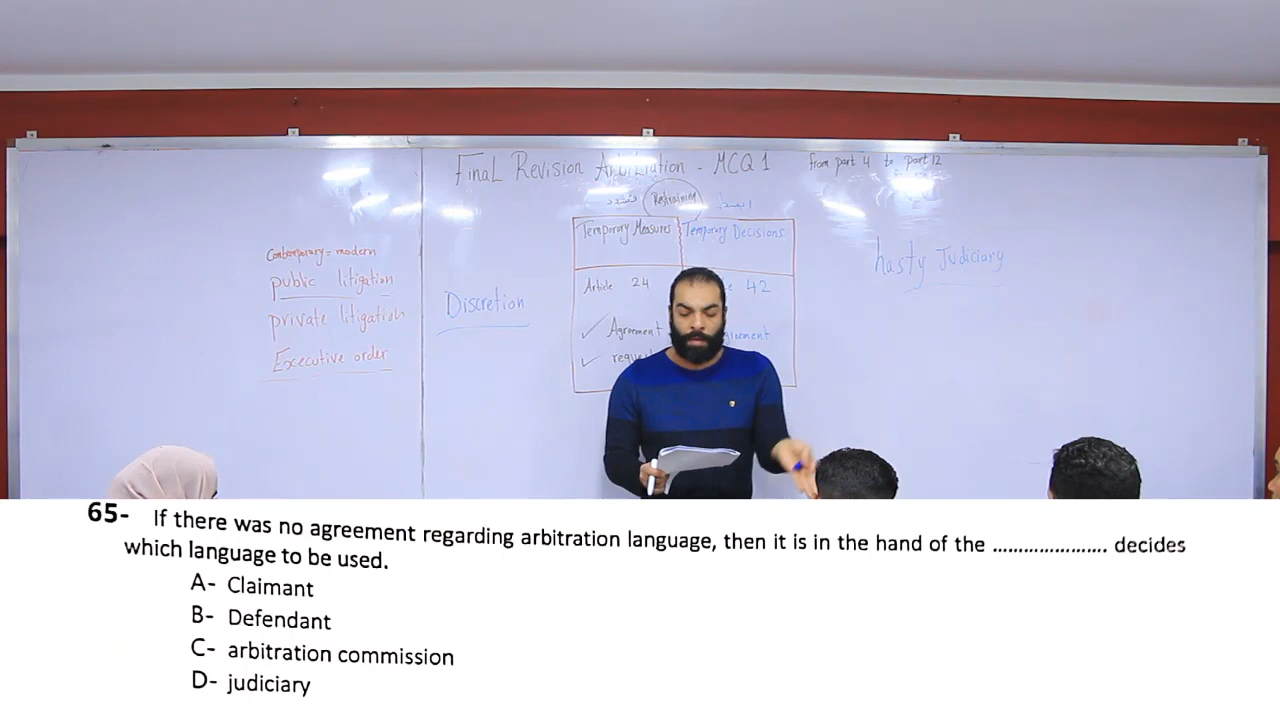 Final Revision Arbitration - MCQ 1 from part 4 to part 12
Restraining
Temporary Measures Temporary Decisions
Contemporary = modern
public litigation
private litigation
Executive order
Discretion
hasty Judiciary
Article 24
42
Agreement
65- If there was no agreement regarding arbitration language, then it is in the hand of the ...................... decides
which language to be used.
A- Claimant
B- Defendant
C- arbitration commission
D- judiciary